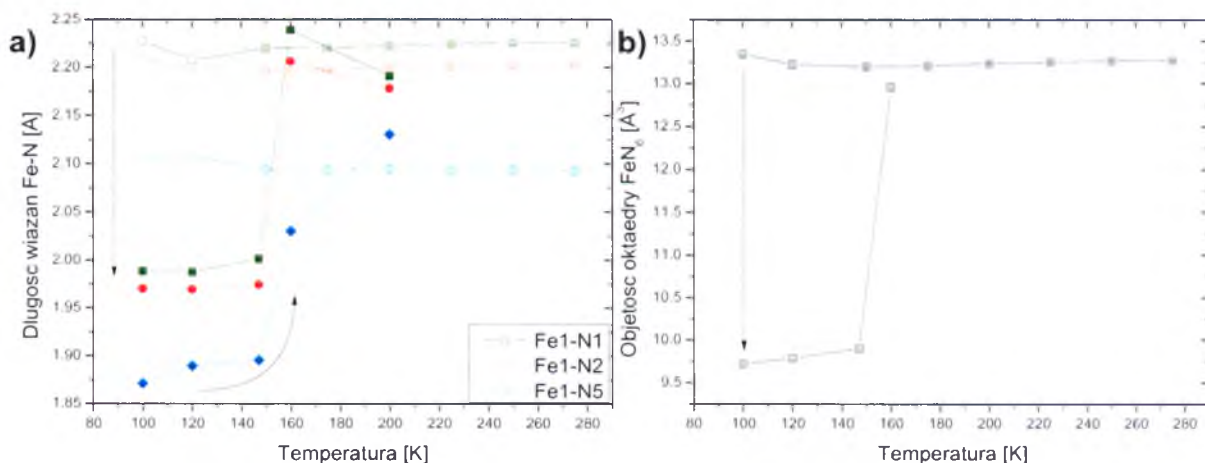 a)
Dlugosc wiazan Fe-N [A]
2.25
2.20
2.15
2.10
2.05
2.00
1.95
1.90
1.85
80 100 120 140 160 180 200 220 240 260 280
Temperatura [K]
Fe1-N1
Fe1-N2
Fe1-N5
b)
Objetosc oktaedry FeN6 [Å3]
13.5
13.0
12.5
12.0
11.5
11.0
10.5
10.0
9.5
80 100 120 140 160 180 200 220 240 260 280
Temperatura [K]